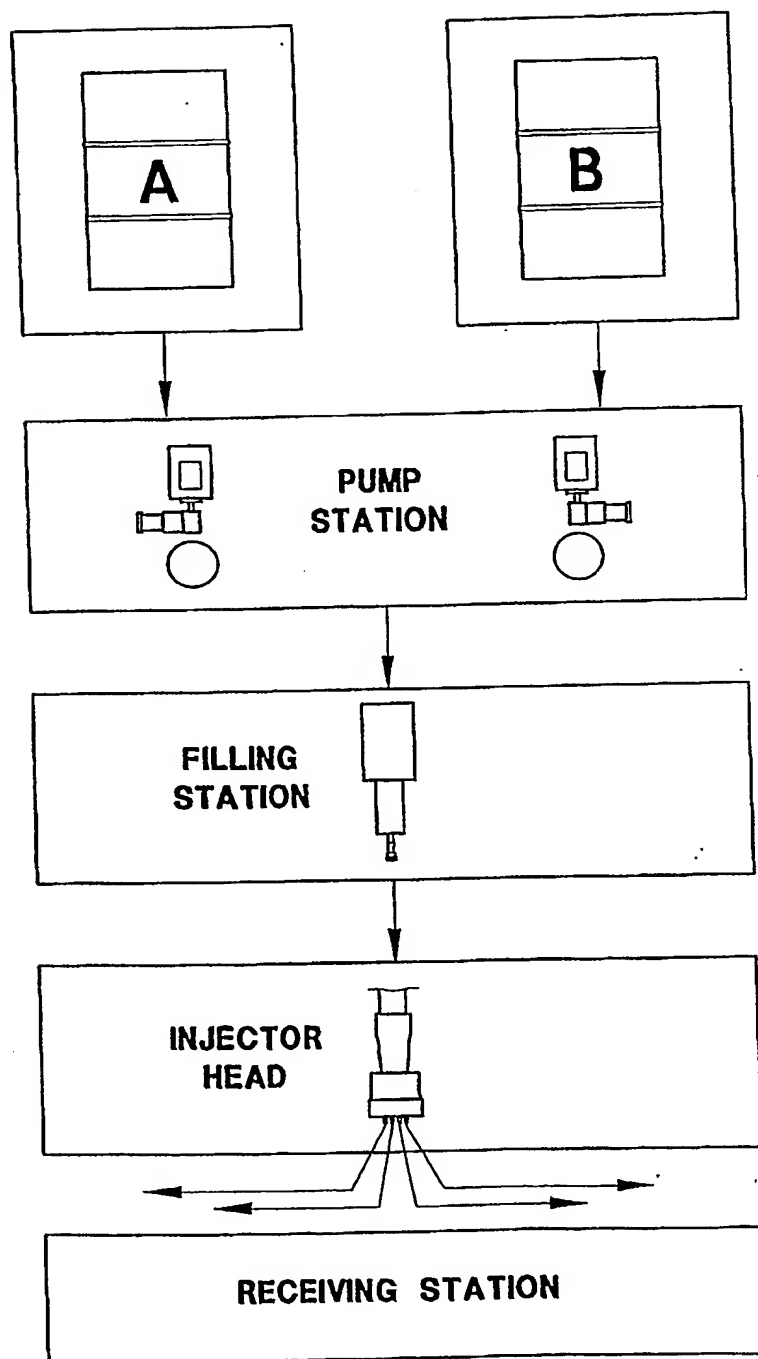 A
B
PUMP
STATION
FILLING
STATION
INJECTOR
HEAD
RECEIVING STATION